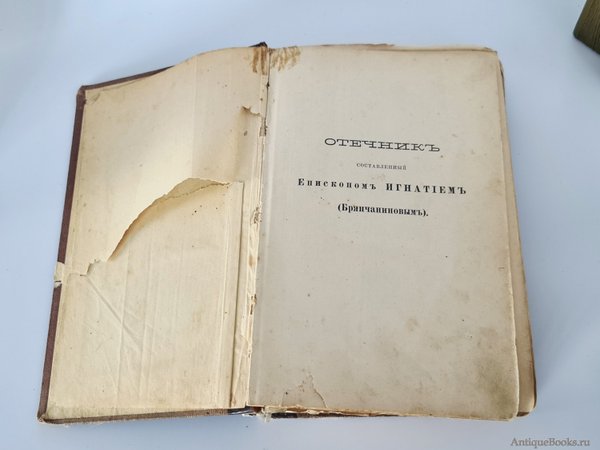 ОТЕЧНИКЪ
СОСТАВЛЕННЫЙ
Епископомъ ИГНАТІЕМЪ
(Брянчаниновымъ).
AntiqueBooks.ru